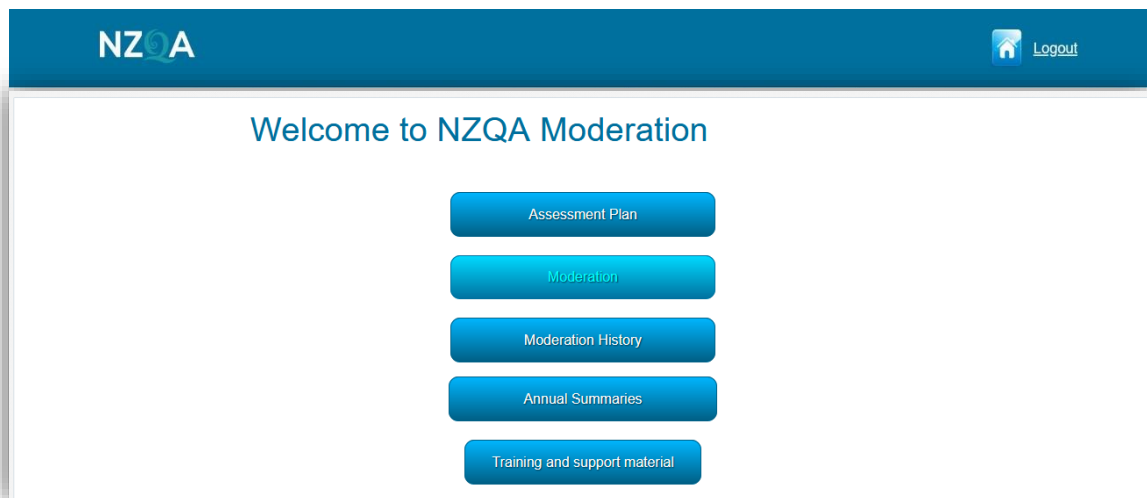 NZQA
Logout
Welcome to NZQA Moderation
Assessment Plan
Moderation
Moderation History
Annual Summaries
Training and support material